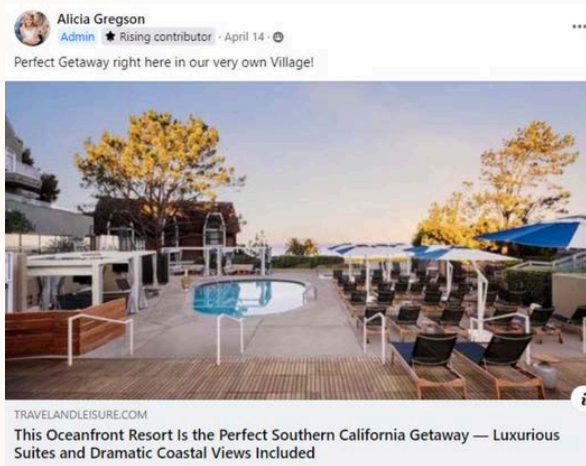 Alicia Gregson
Admin Rising contributor · April 14 ·
Perfect Getaway right here in our very own Village!
TRAVELANDLEISURE.COM
This Oceanfront Resort Is the Perfect Southern California Getaway — Luxurious
Suites and Dramatic Coastal Views Included